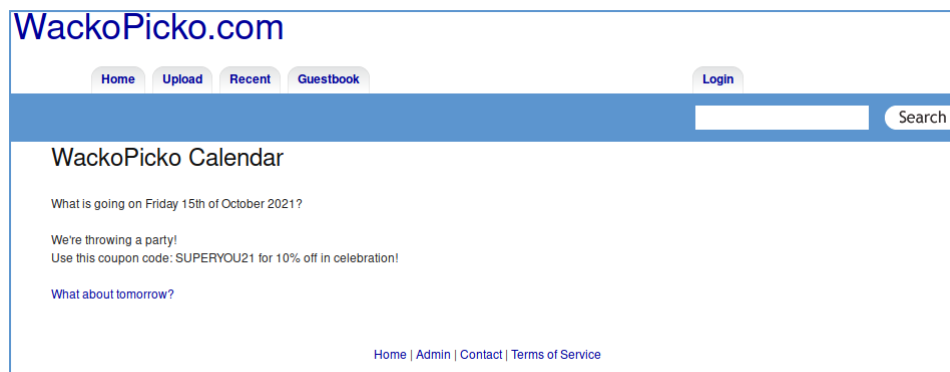 WackoPicko.com
Home Upload Recent Guestbook Login
Search
WackoPicko Calendar
What is going on Friday 15th of October 2021?
We're throwing a party!
Use this coupon code: SUPERYOU21 for 10% off in celebration!
What about tomorrow?
Home | Admin | Contact | Terms of Service